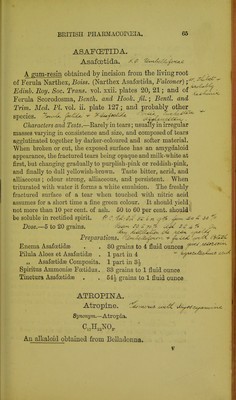 BRITISH PHARMACOPŒIA. 65
ASAFŒTIDA.
Asafœtida.
A gum-resin obtained by incision from the living root
of Ferula Narthex, Boiss. (Narthex Asafœtida, Falconer);
Edinb. Roy. Soc. Trans. vol. xxii. plates 20, 21; and of
Ferula Scorodosma, Benth. and Hook. fil.; Bentl. and
Trim. Med. Pl. vol. ii. plate 127; and probably other
species.
Characters and Tests.—Rarely in tears; usually in irregular
masses varying in consistence and size, and composed of tears
agglutinated together by darker-coloured and softer material.
When broken or cut, the exposed surface has an amygdaloid
appearance, the fractured tears being opaque and milk-white at
first, but changing gradually to purplish-pink or reddish-pink,
and finally to dull yellowish-brown. Taste bitter, acrid, and
alliaceous; odour strong, alliaceous, and persistent. When
triturated with water it forms a white emulsion. The freshly
fractured surface of a tear when touched with nitric acid
assumes for a short time a fine green colour. It should yield
not more than 10 per cent. of ash. 50 to 60 per cent. should
be soluble in rectified spirit.
Dose.—5 to 20 grains.
Preparations.
Enema Asafœtidæ . . 30 grains to 4 fluid ounces
Pilula Aloes et Asafœtidæ . 1 part in 4
„ Asafœtidæ Composita. 1 part in 3½
Spiritus Ammoniæ Fœtidus. 33 grains to 1 fluid ounce
Tinctura Asafœtidæ . . 54½ grains to 1 fluid ounce
ATROPINA.
Atropine.
Synonym.—Atropia.
C₁₇H₂₃NO₃.
An alkaloid obtained from Belladonna.
F